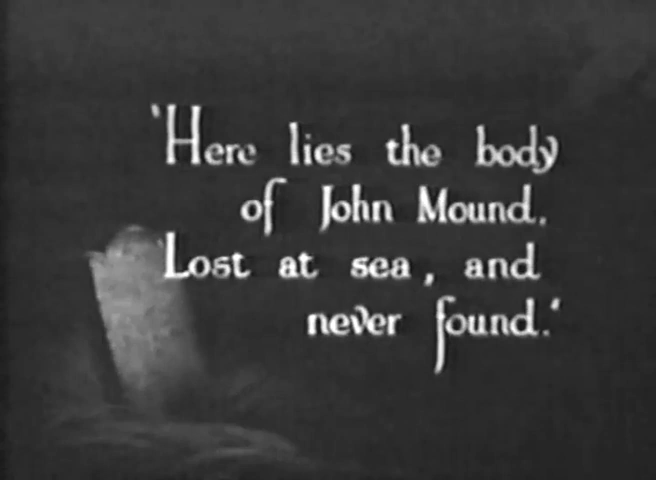 'Here lies the body
of John Mound.
Lost at sea, and
never found.'